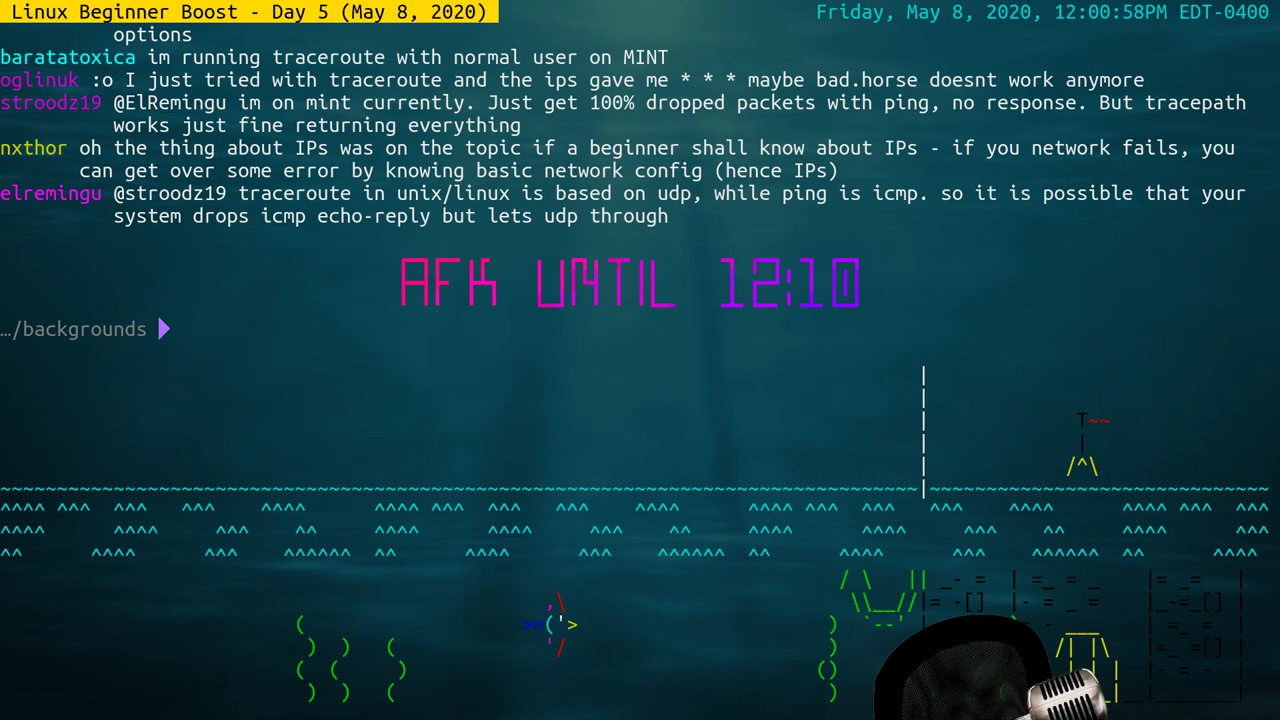 Linux Beginner Boost - Day 5 (May 8, 2020) Friday, May 8, 2020, 12:00:58PM EDT-0400
options
baratatoxica im running traceroute with normal user on MINT
oglinuk :o I just tried with traceroute and the ips gave me * * * maybe bad.horse doesnt work anymore
stroodz19 @ElRemingu im on mint currently. Just get 100% dropped packets with ping, no response. But tracepath
works just fine returning everything
nxthor oh the thing about IPs was on the topic if a beginner shall know about IPs - if you network fails, you
can get over some error by knowing basic network config (hence IPs)
elremingu @stroodz19 traceroute in unix/linux is based on udp, while ping is icmp. so it is possible that your
system drops icmp echo-reply but lets udp through
AFK UNTIL 12:10
…/backgrounds